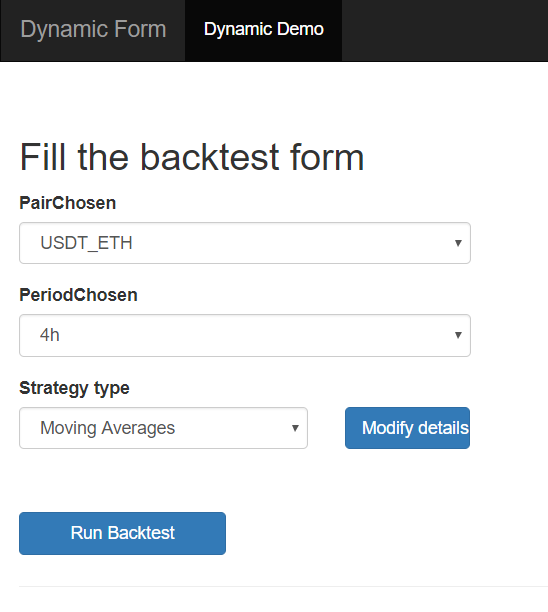 Dynamic Form Dynamic Demo
Fill the backtest form
PairChosen
USDT_ETH
PeriodChosen
4h
Strategy type
Moving Averages Modify details
Run Backtest